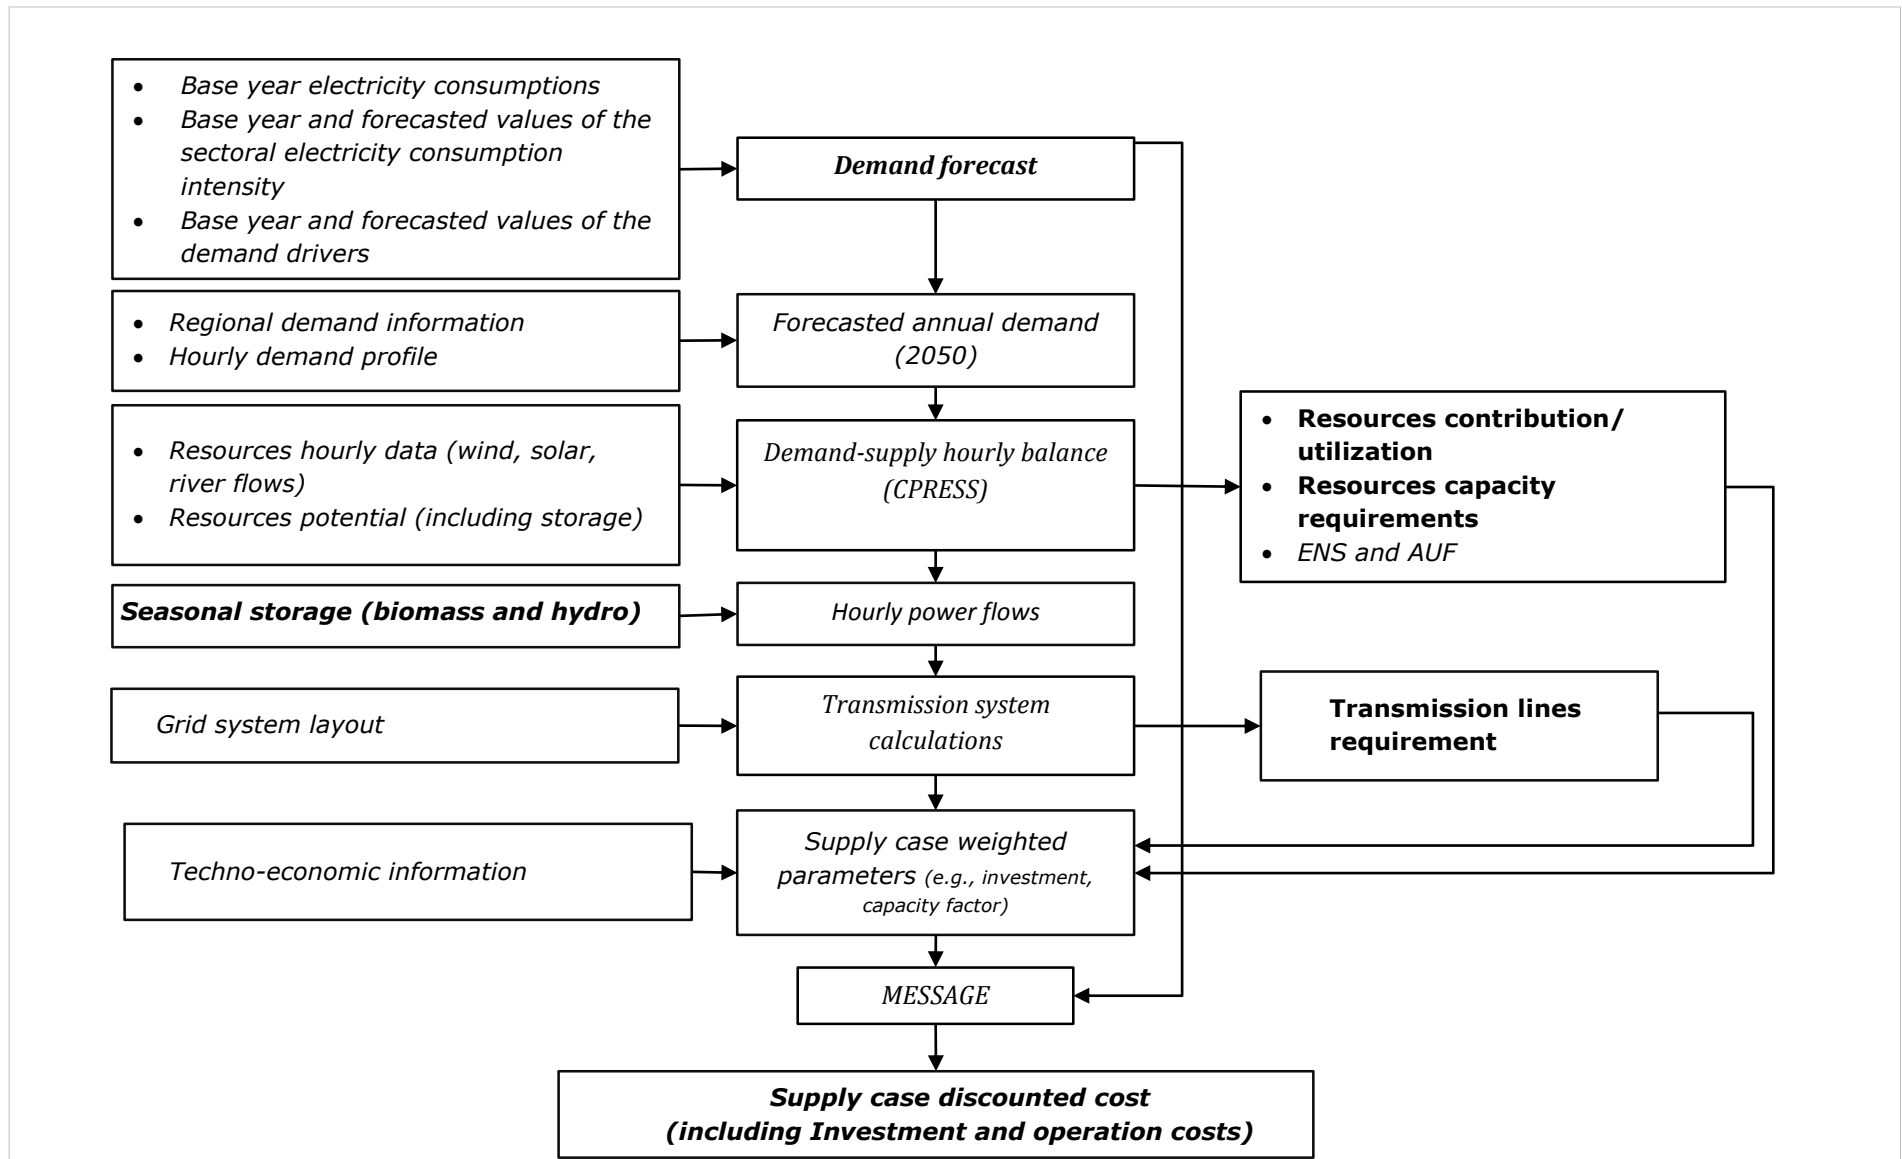 • Base year electricity consumptions
• Base year and forecasted values of the
sectoral electricity consumption
intensity
• Base year and forecasted values of the
demand drivers
Demand forecast
• Regional demand information
• Hourly demand profile
Forecasted annual demand
(2050)
• Resources hourly data (wind, solar,
river flows)
• Resources potential (including storage)
Demand-supply hourly balance
(CPRESS)
• Resources contribution/
utilization
• Resources capacity
requirements
• ENS and AUF
Seasonal storage (biomass and hydro)
Hourly power flows
Grid system layout
Transmission system
calculations
Transmission lines
requirement
Techno-economic information
Supply case weighted
parameters (e.g., investment,
capacity factor)
MESSAGE
Supply case discounted cost
(including Investment and operation costs)